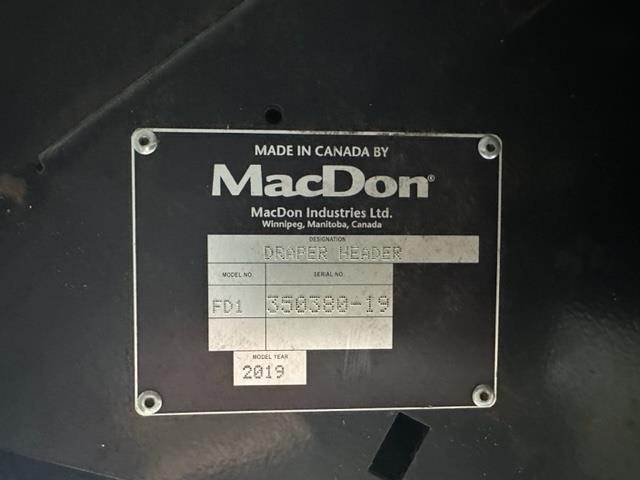 MADE IN CANADA BY
MacDon®
MacDon Industries Ltd.
Winnipeg, Manitoba, Canada
DESIGNATION
DRAPER HEADER
MODEL NO. SERIAL NO.
FD1 350380-19
MODEL YEAR
2019